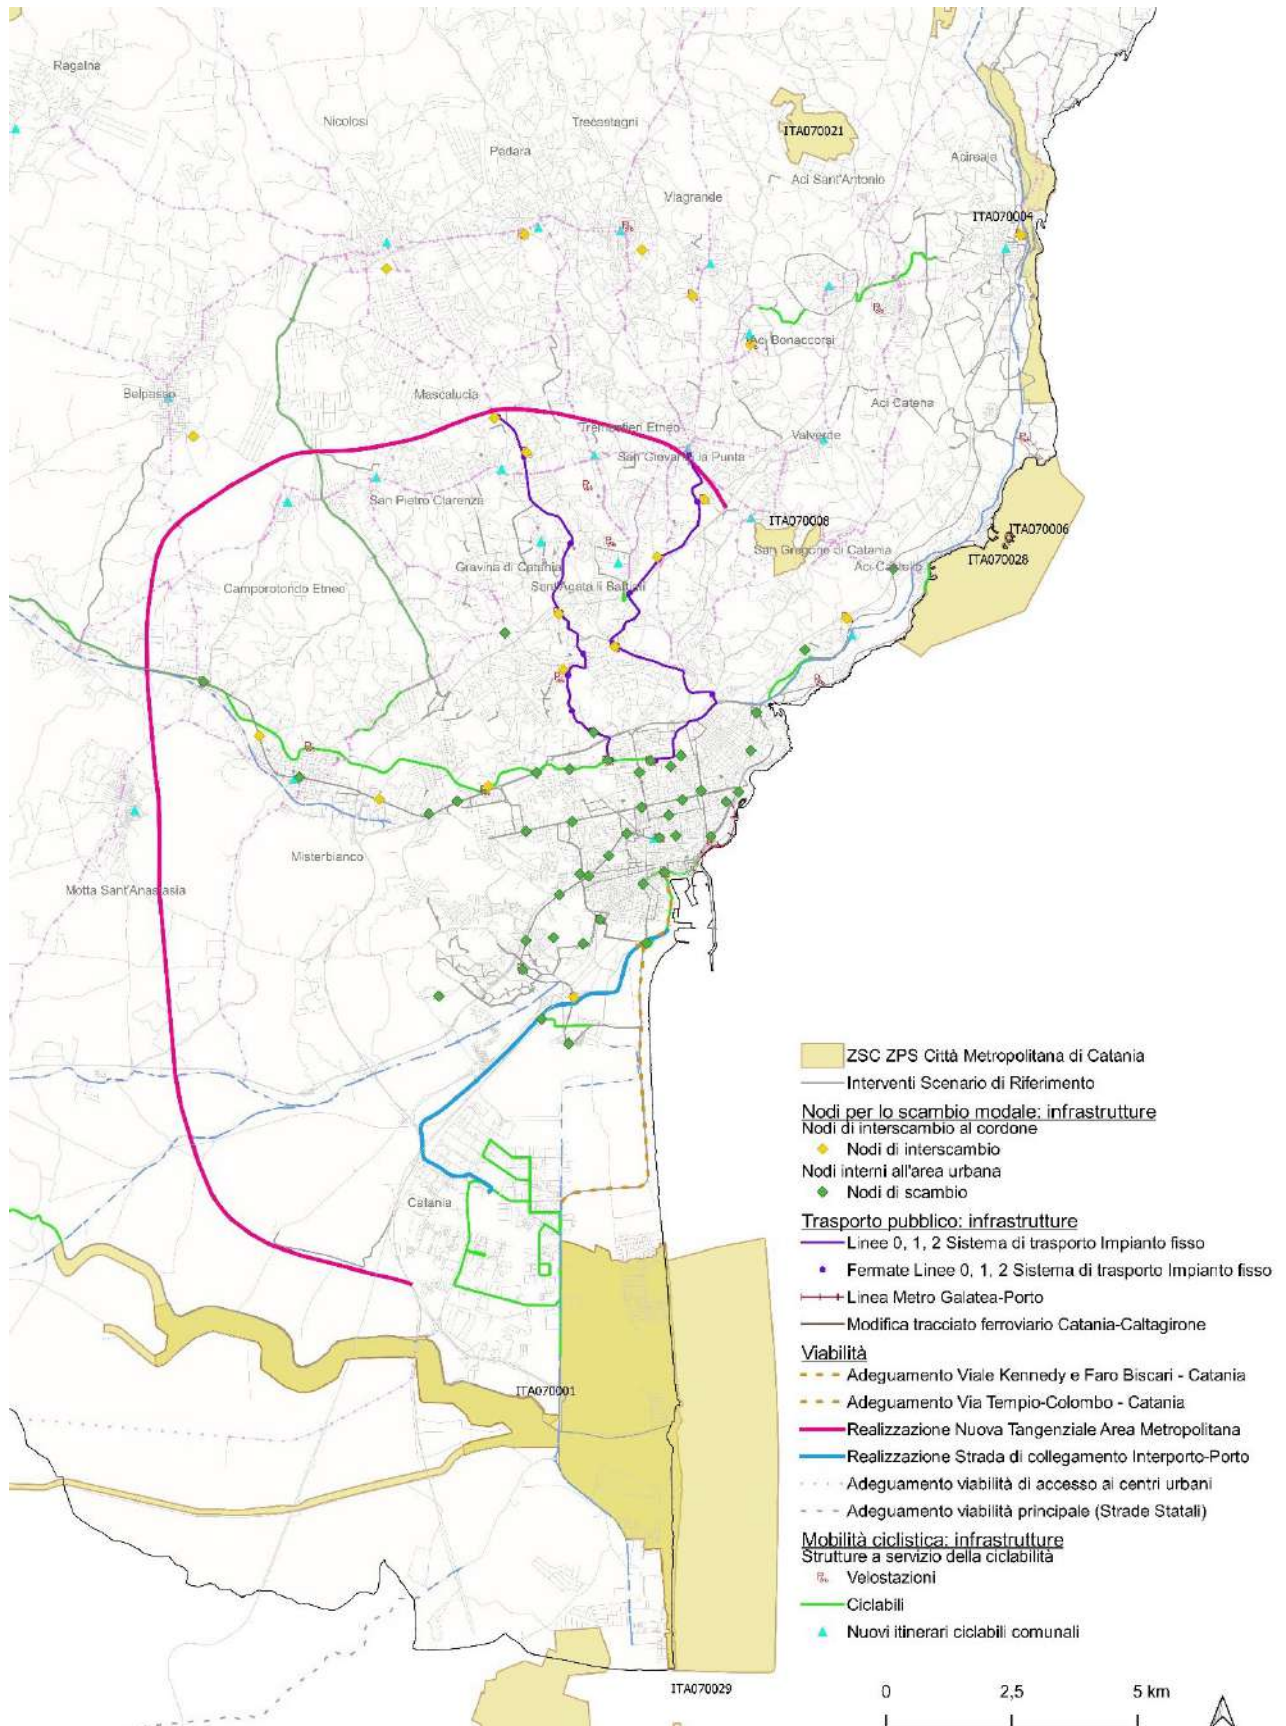 Ragalna
Nicolosi
Trecastagni
Pedara
ITA070021
Acireale
Aci Sant'Antonio
Viagrande
ITA070004
Aci Bonaccorsi
Belpasso
Mascalucia
Aci Catena
Tremestieri Etneo
Valverde
San Giovanni la Punta
San Pietro Clarenza
ITA070008
ITA070006
San Gregorio di Catania
ITA070028
Gravina di Catania
Aci Castello
Camporotondo Etneo
Sant'Agata li Battiati
Misterbianco
Motta Sant'Anastasia
Catania
ITA070001
ITA070029
ZSC ZPS Città Metropolitana di Catania
Interventi Scenario di Riferimento
Nodi per lo scambio modale: infrastrutture
Nodi di interscambio al cordone
Nodi di interscambio
Nodi interni all'area urbana
Nodi di scambio
Trasporto pubblico: infrastrutture
Linee 0, 1, 2 Sistema di trasporto Impianto fisso
Fermate Linee 0, 1, 2 Sistema di trasporto Impianto fisso
Linea Metro Galatea-Porto
Modifica tracciato ferroviario Catania-Caltagirone
Viabilità
Adeguamento Viale Kennedy e Faro Biscari - Catania
Adeguamento Via Tempio-Colombo - Catania
Realizzazione Nuova Tangenziale Area Metropolitana
Realizzazione Strada di collegamento Interporto-Porto
Adeguamento viabilità di accesso ai centri urbani
Adeguamento viabilità principale (Strade Statali)
Mobilità ciclistica: infrastrutture
Strutture a servizio della ciclabilità
Velostazioni
Ciclabili
Nuovi itinerari ciclabili comunali
0 2,5 5 km